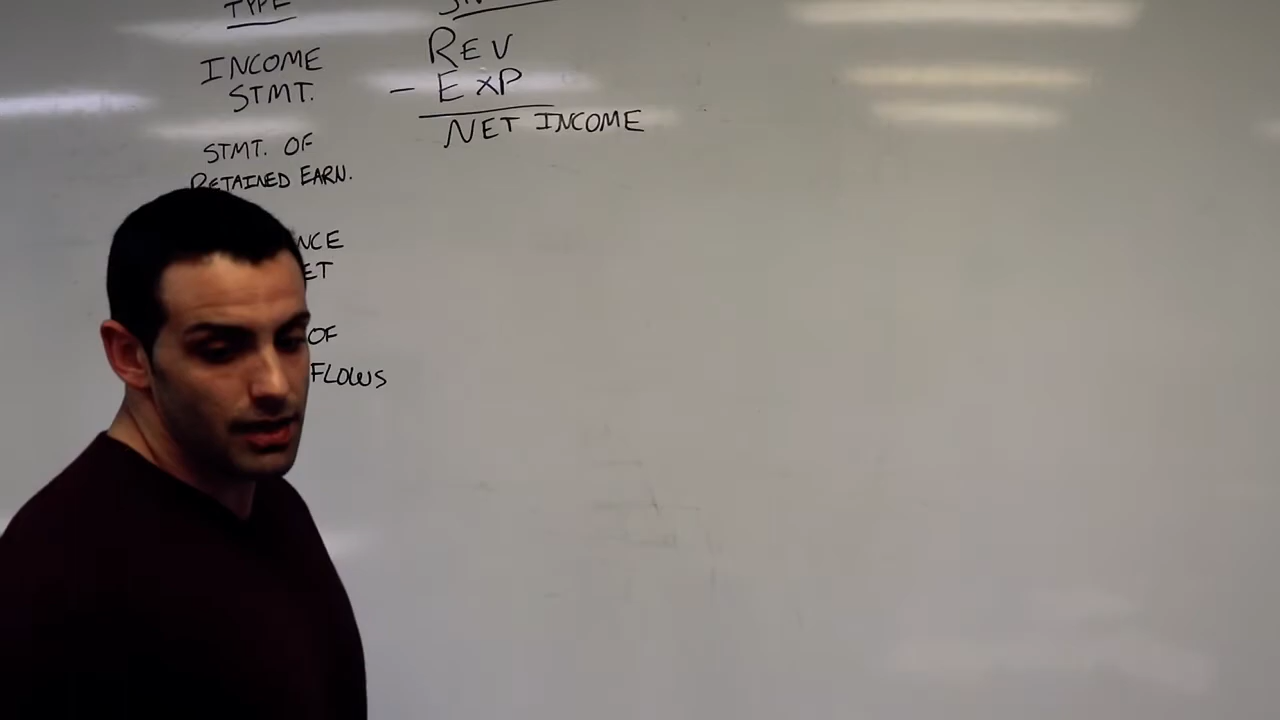 TYPE
INCOME
STMT.
REV
- EXP
NET INCOME
STMT. OF
RETAINED EARN.
NCE
ET
OF
FLOWS